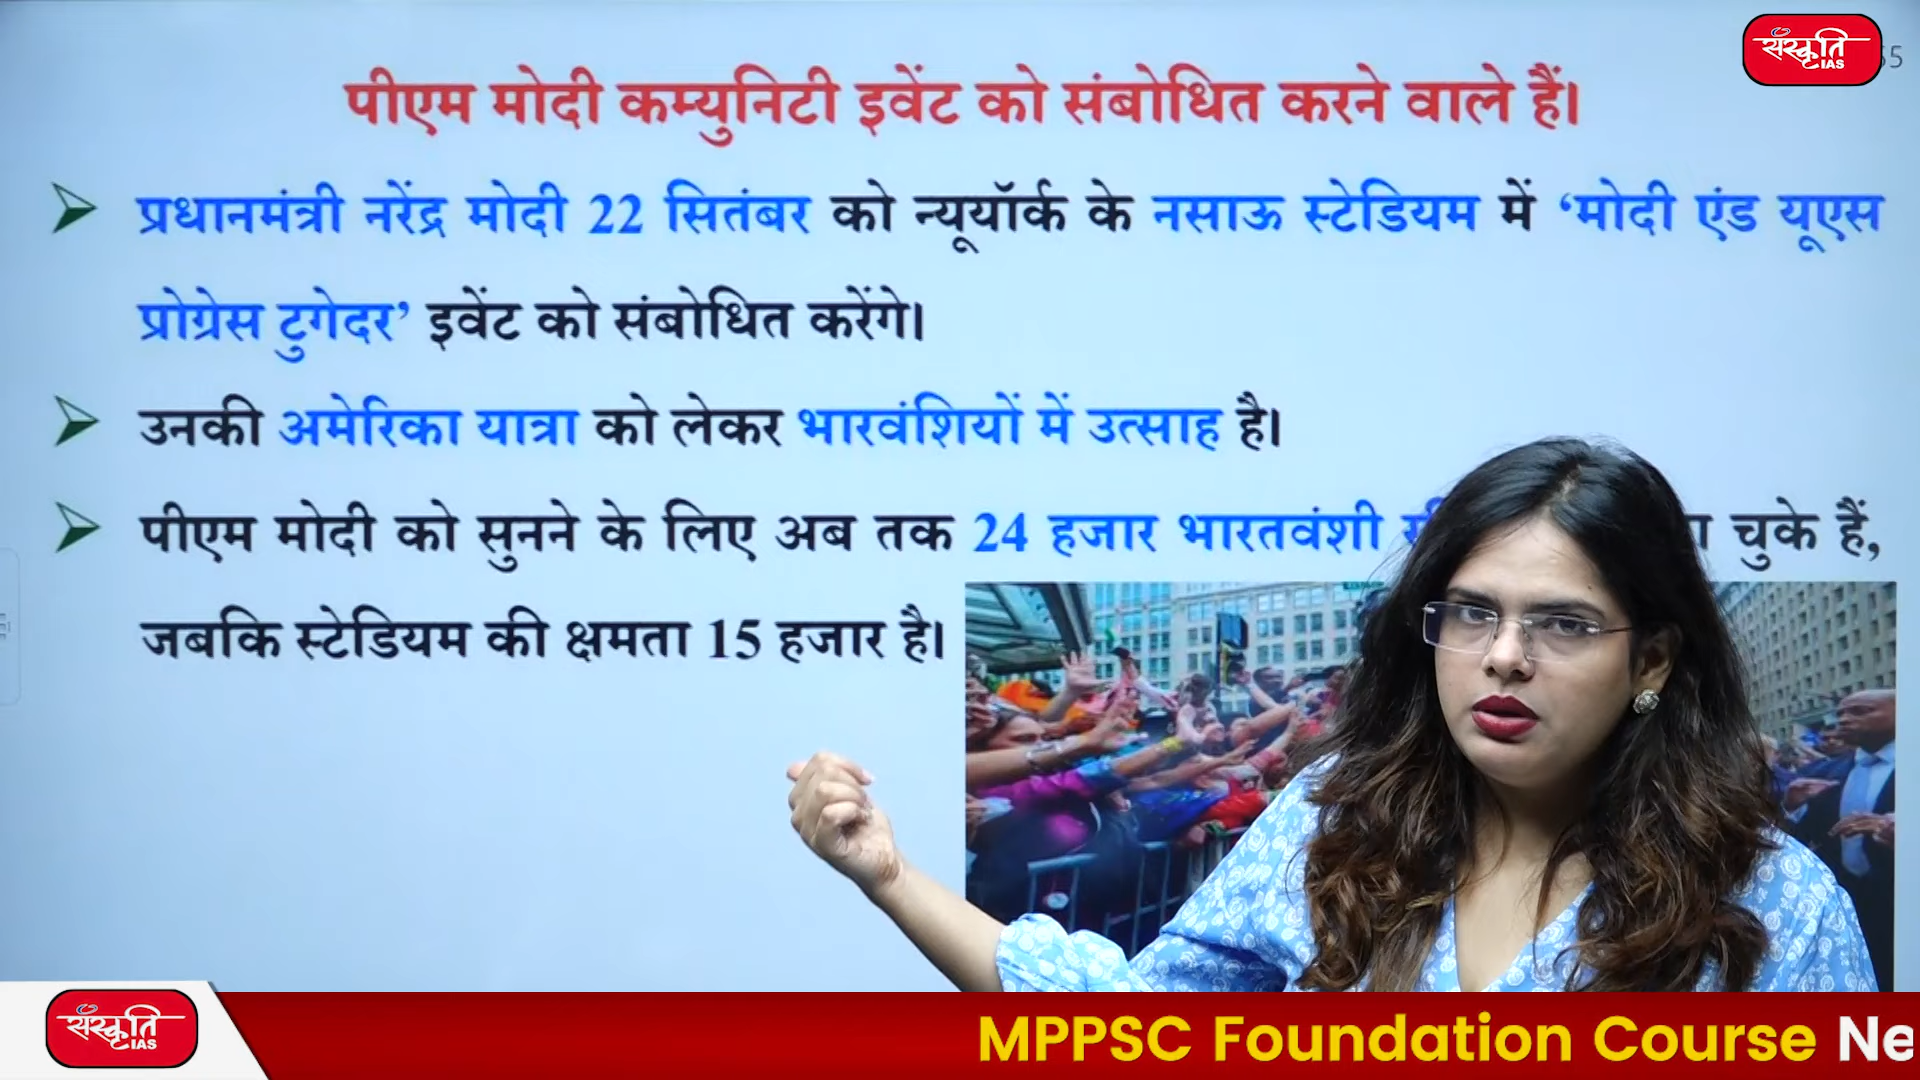 संस्कृति
IAS
55
पीएम मोदी कम्युनिटी इवेंट को संबोधित करने वाले हैं।
प्रधानमंत्री नरेंद्र मोदी 22 सितंबर को न्यूयॉर्क के नसाऊ स्टेडियम में ‘मोदी एंड यूएस
प्रोग्रेस टुगेदर’ इवेंट को संबोधित करेंगे।
उनकी अमेरिका यात्रा को लेकर भारवंशियों में उत्साह है।
पीएम मोदी को सुनने के लिए अब तक 24 हजार भारतवंशी चुके हैं,
जबकि स्टेडियम की क्षमता 15 हजार है।
संस्कृति
IAS
MPPSC Foundation Course Ne